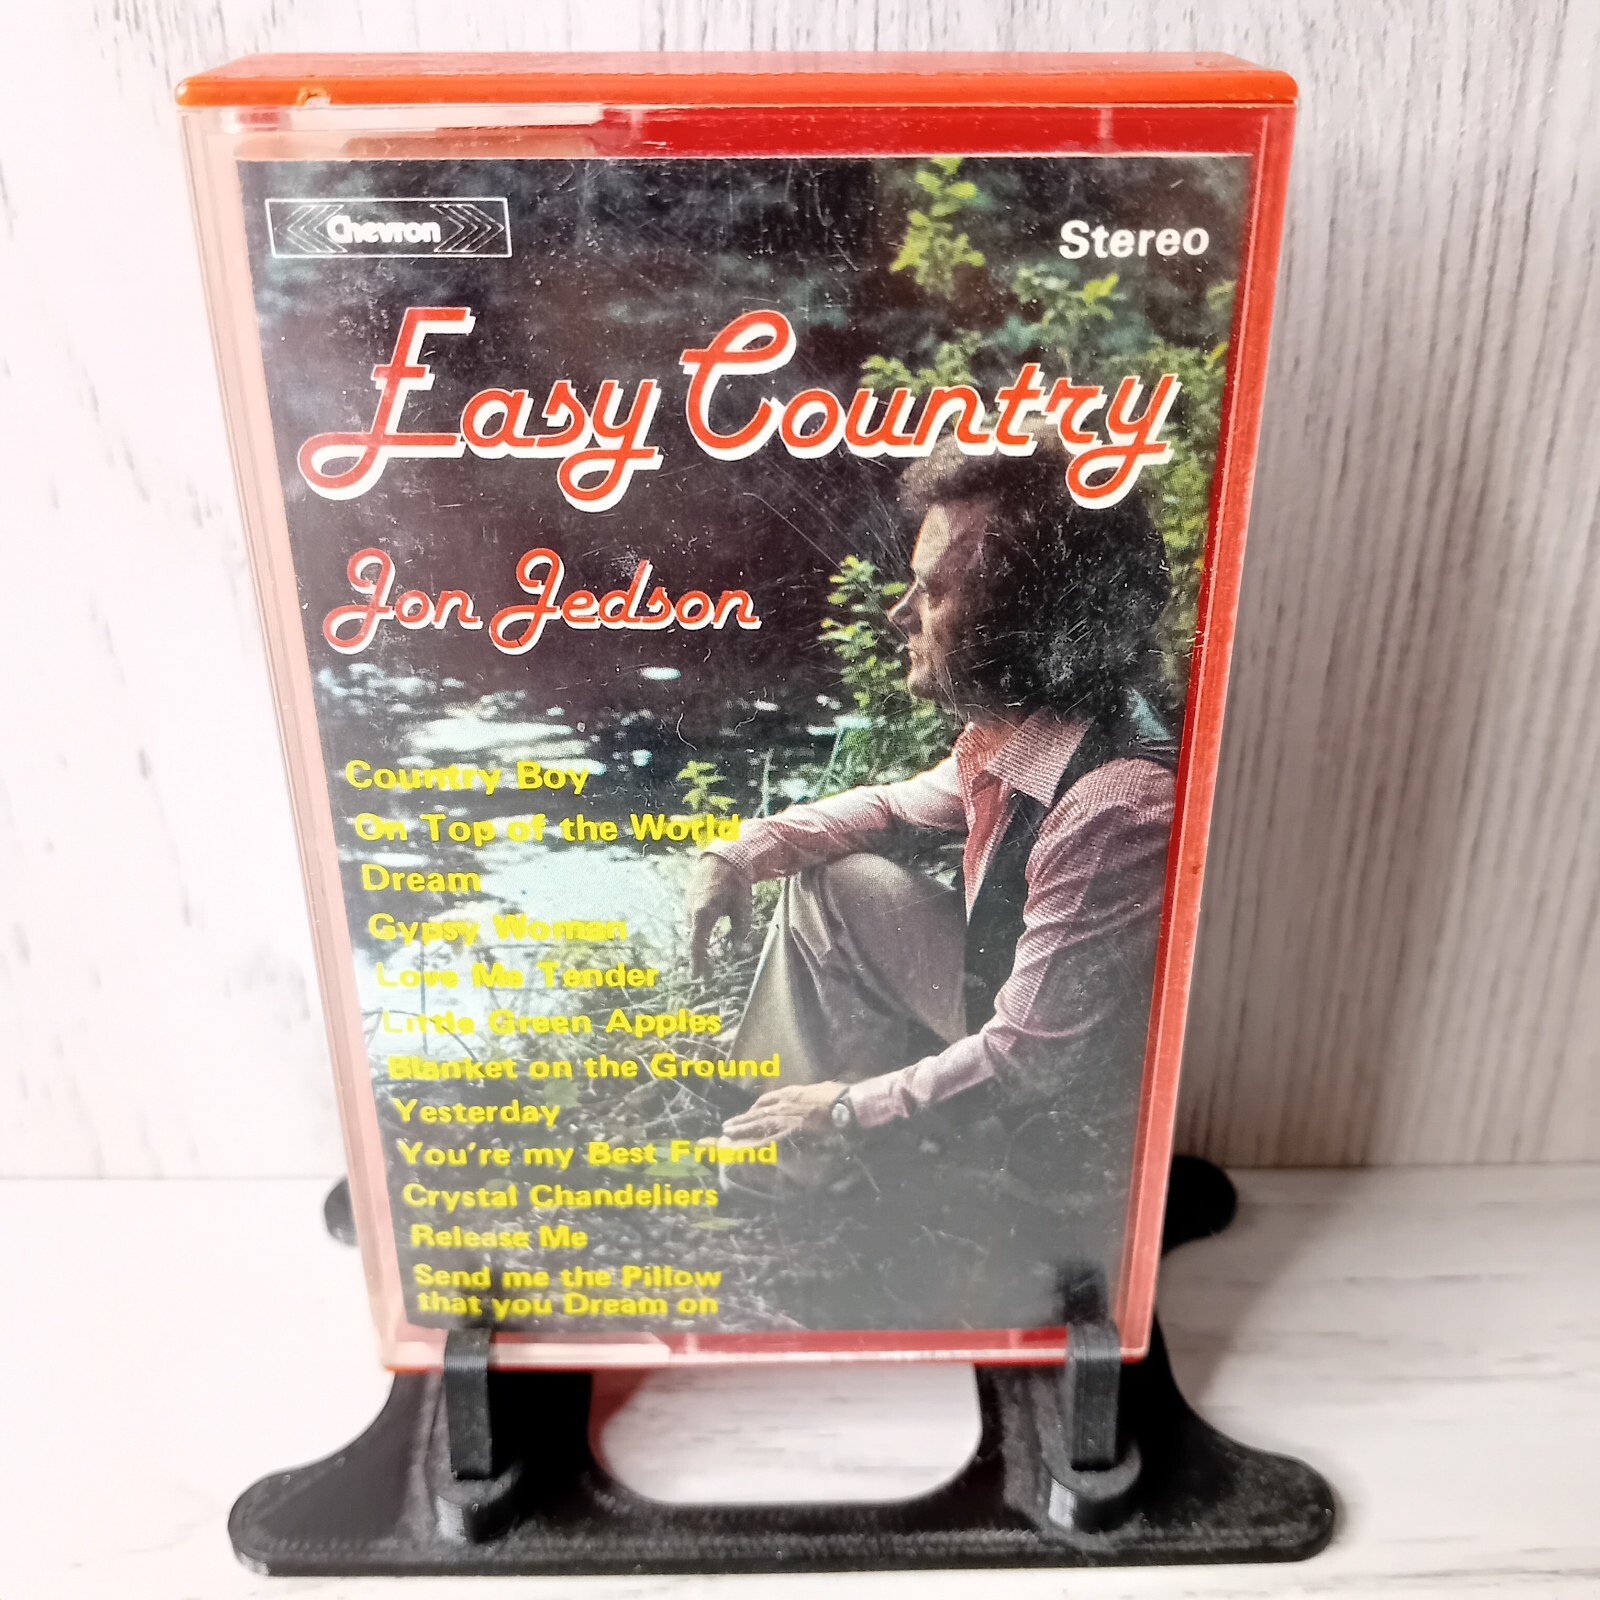 Chevron
Stereo
Easy Country
Jon Jedson
Country Boy
On Top of the World
Dream
Gypsy Woman
Love Me Tender
Little Green Apples
Blanket on the Ground
Yesterday
You're my Best Friend
Crystal Chandeliers
Release Me
Send me the Pillow
that you Dream on